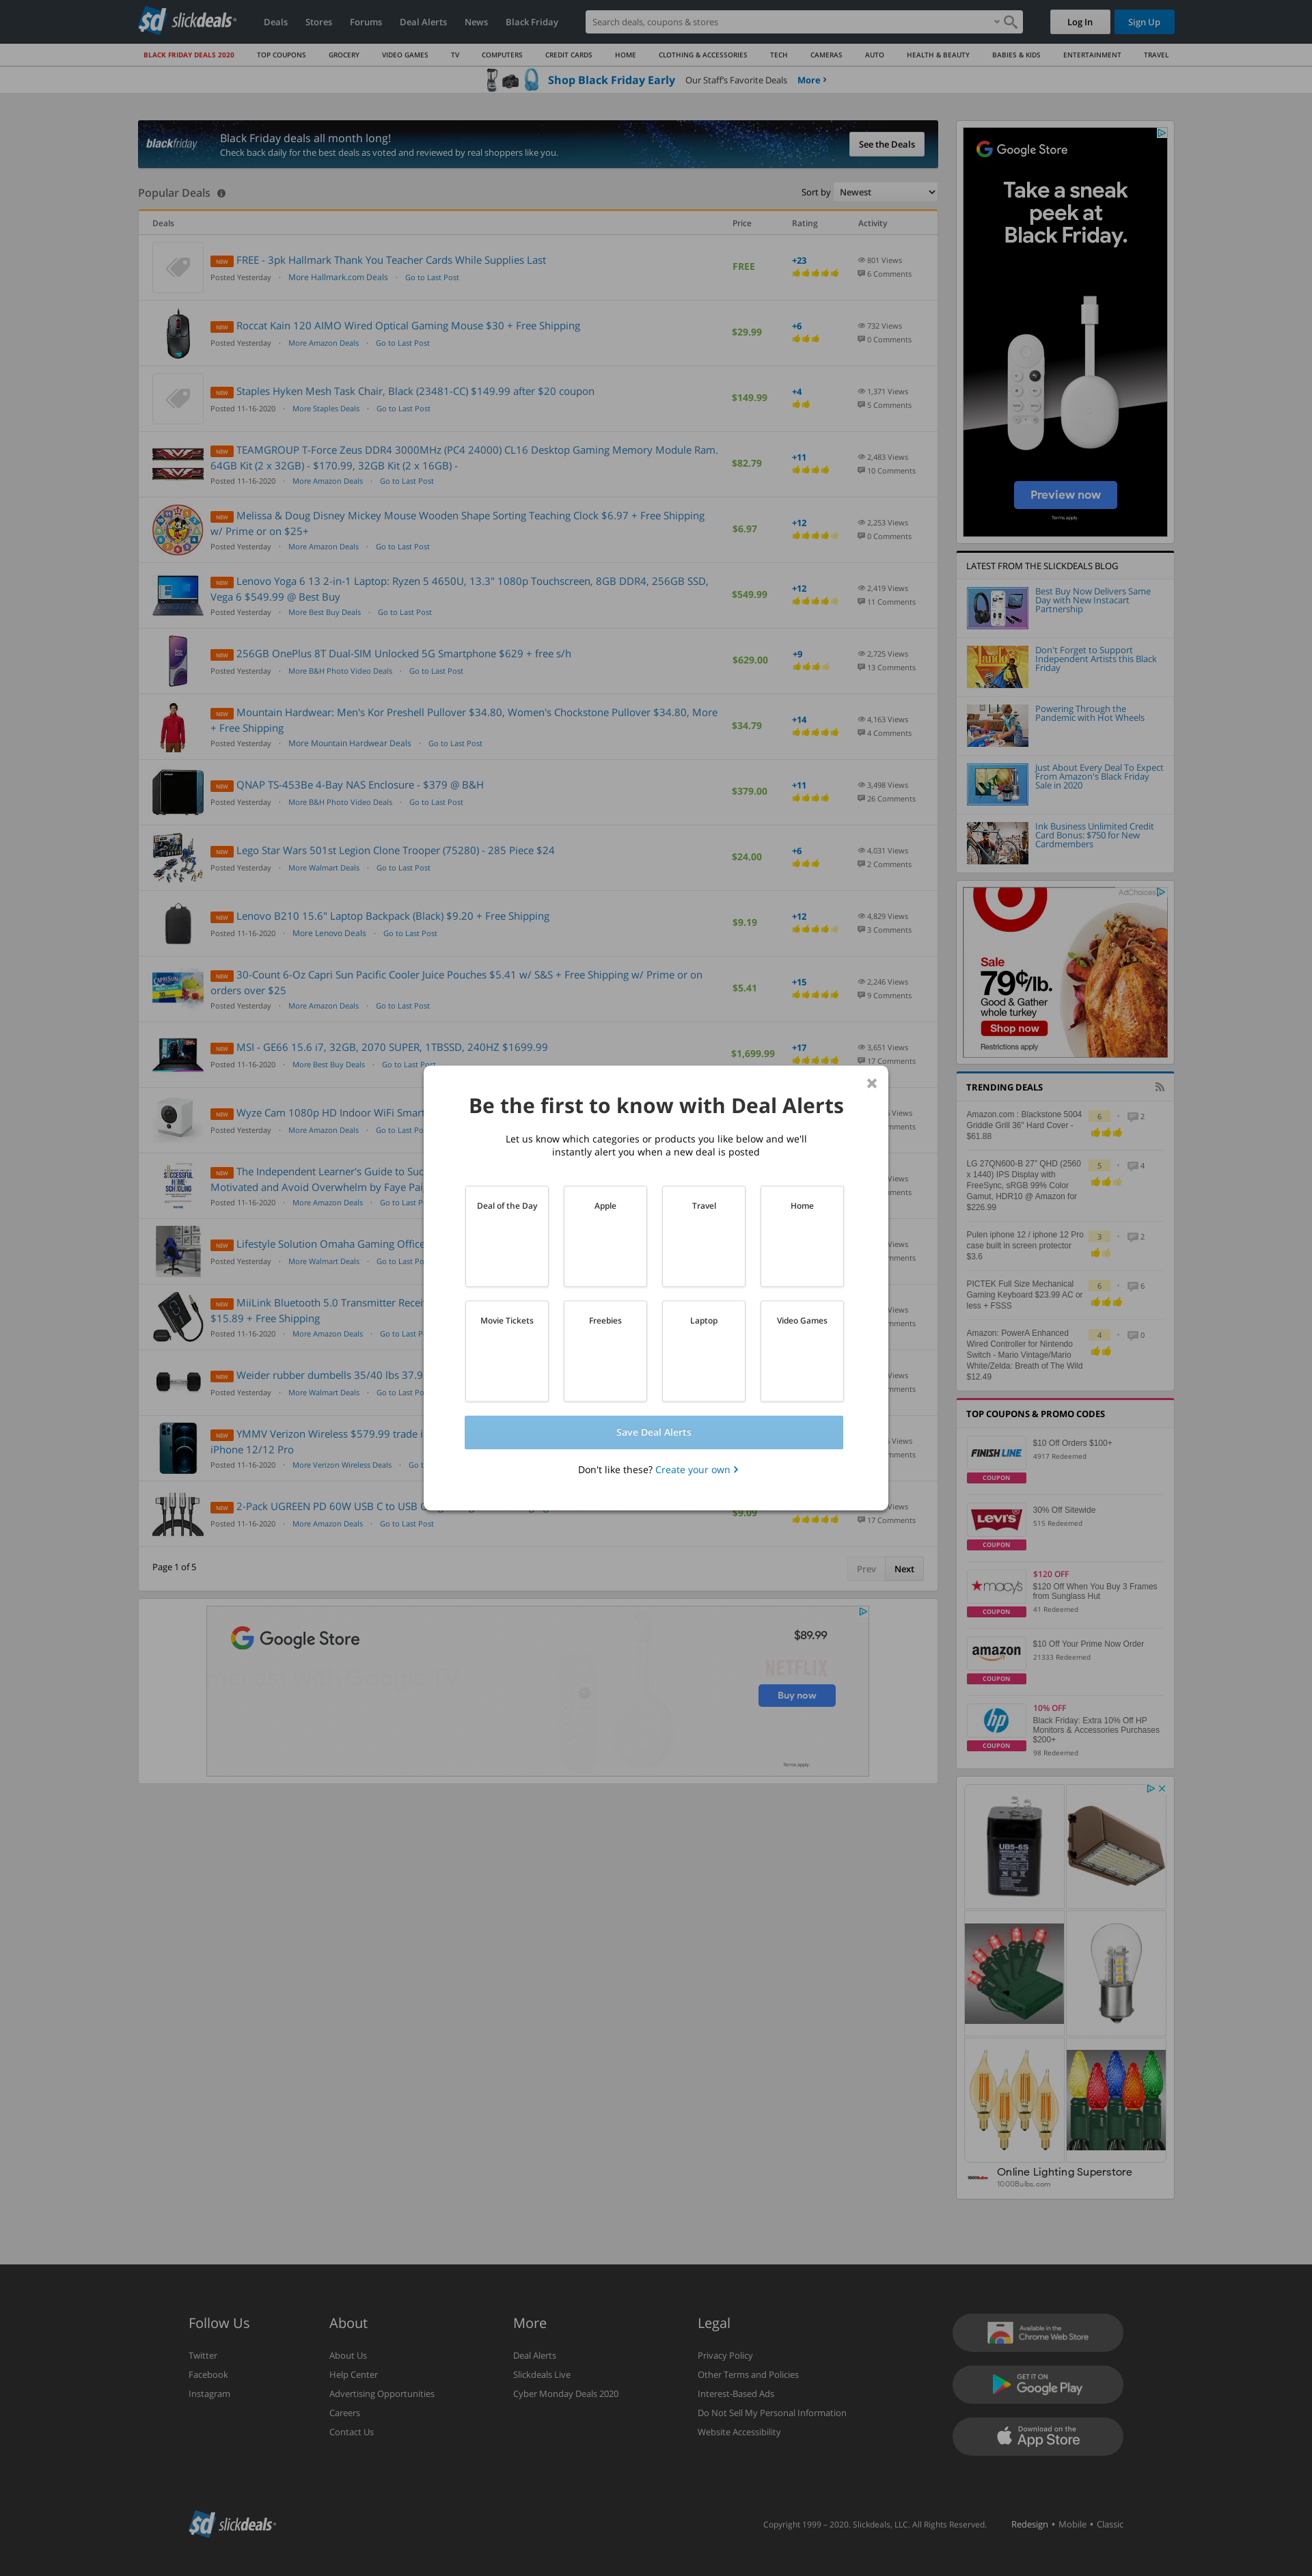 slickdeals
Deals Stores Forums Deal Alerts News Black Friday
Search deals, coupons & stores
Log In Sign Up
BLACK FRIDAY DEALS 2020 TOP COUPONS GROCERY VIDEO GAMES TV COMPUTERS CREDIT CARDS HOME CLOTHING & ACCESSORIES TECH CAMERAS AUTO HEALTH & BEAUTY BABIES & KIDS ENTERTAINMENT TRAVEL
Shop Black Friday Early Our Staff's Favorite Deals More
blackfriday
Black Friday deals all month long!
Check back daily for the best deals as voted and reviewed by real shoppers like you.
See the Deals
Popular Deals
Sort by Newest
Deals Price Rating Activity
NEW FREE - 3pk Hallmark Thank You Teacher Cards While Supplies Last
Posted Yesterday · More Hallmark.com Deals · Go to Last Post
FREE +23 801 Views
6 Comments
NEW Roccat Kain 120 AIMO Wired Optical Gaming Mouse $30 + Free Shipping
Posted Yesterday · More Amazon Deals · Go to Last Post
$29.99 +6 732 Views
0 Comments
NEW Staples Hyken Mesh Task Chair, Black (23481-CC) $149.99 after $20 coupon
Posted 11-16-2020 · More Staples Deals · Go to Last Post
$149.99 +4 1,371 Views
5 Comments
NEW TEAMGROUP T-Force Zeus DDR4 3000MHz (PC4 24000) CL16 Desktop Gaming Memory Module Ram.
64GB Kit (2 x 32GB) - $170.99, 32GB Kit (2 x 16GB) -
Posted 11-16-2020 · More Amazon Deals · Go to Last Post
$82.79 +11 2,483 Views
10 Comments
NEW Melissa & Doug Disney Mickey Mouse Wooden Shape Sorting Teaching Clock $6.97 + Free Shipping
w/ Prime or on $25+
Posted Yesterday · More Amazon Deals · Go to Last Post
$6.97 +12 2,253 Views
0 Comments
NEW Lenovo Yoga 6 13 2-in-1 Laptop: Ryzen 5 4650U, 13.3" 1080p Touchscreen, 8GB DDR4, 256GB SSD,
Vega 6 $549.99 @ Best Buy
Posted Yesterday · More Best Buy Deals · Go to Last Post
$549.99 +12 2,419 Views
11 Comments
NEW 256GB OnePlus 8T Dual-SIM Unlocked 5G Smartphone $629 + free s/h
Posted Yesterday · More B&H Photo Video Deals · Go to Last Post
$629.00 +9 2,725 Views
13 Comments
NEW Mountain Hardwear: Men's Kor Preshell Pullover $34.80, Women's Chockstone Pullover $34.80, More
+ Free Shipping
Posted Yesterday · More Mountain Hardwear Deals · Go to Last Post
$34.79 +14 4,163 Views
4 Comments
NEW QNAP TS-453Be 4-Bay NAS Enclosure - $379 @ B&H
Posted Yesterday · More B&H Photo Video Deals · Go to Last Post
$379.00 +11 3,498 Views
26 Comments
NEW Lego Star Wars 501st Legion Clone Trooper (75280) - 285 Piece $24
Posted Yesterday · More Walmart Deals · Go to Last Post
$24.00 +6 4,031 Views
2 Comments
NEW Lenovo B210 15.6" Laptop Backpack (Black) $9.20 + Free Shipping
Posted 11-16-2020 · More Lenovo Deals · Go to Last Post
$9.19 +12 4,829 Views
3 Comments
NEW 30-Count 6-Oz Capri Sun Pacific Cooler Juice Pouches $5.41 w/ S&S + Free Shipping w/ Prime or on
orders over $25
Posted Yesterday · More Amazon Deals · Go to Last Post
$5.41 +15 2,246 Views
9 Comments
NEW MSI - GE66 15.6 i7, 32GB, 2070 SUPER, 1TBSSD, 240HZ $1699.99
Posted 11-16-2020 · More Best Buy Deals · Go to Last Post
$1,699.99 +17 3,651 Views
17 Comments
NEW Wyze Cam 1080p HD Indoor WiFi Smart
Posted Yesterday · More Amazon Deals · Go to Last
NEW The Independent Learner's Guide to
Motivated and Avoid Overwhelm by Faye
Posted 11-16-2020 · More Amazon Deals · Go to Last
NEW Lifestyle Solution Omaha Gaming Office
Posted Yesterday · More Walmart Deals · Go to Last
NEW MiiLink Bluetooth 5.0 Transmitter
$15.89 + Free Shipping
Posted 11-16-2020 · More Amazon Deals · Go to Last
NEW Weider rubber dumbells 35/40 lbs 37.9
Posted Yesterday · More Walmart Deals · Go to Last
NEW YMMV Verizon Wireless $579.99 trade
iPhone 12/12 Pro
Posted 11-16-2020 · More Verizon Wireless Deals · Go
NEW 2-Pack UGREEN PD 60W USB C to USB
Posted 11-16-2020 · More Amazon Deals · Go to Last Post
$9.09 Views
17 Comments
Page 1 of 5 Prev Next
Be the first to know with Deal Alerts
Let us know which categories or products you like below and we'll
instantly alert you when a new deal is posted
Deal of the Day Apple Travel Home
Movie Tickets Freebies Laptop Video Games
Save Deal Alerts
Don't like these? Create your own
Google Store
$89.99
NETFLIX
Buy now
Terms apply.
Google Store
Take a sneak
peek at
Black Friday.
Preview now
Terms apply.
LATEST FROM THE SLICKDEALS BLOG
Best Buy Now Delivers Same
Day with New Instacart
Partnership
Don't Forget to Support
Independent Artists this Black
Friday
Powering Through the
Pandemic with Hot Wheels
Just About Every Deal To Expect
From Amazon's Black Friday
Sale in 2020
Ink Business Unlimited Credit
Card Bonus: $750 for New
Cardmembers
AdChoices
Sale
79¢/lb.
Good & Gather
whole turkey
Shop now
Restrictions apply
TRENDING DEALS
Amazon.com : Blackstone 5004
Griddle Grill 36" Hard Cover -
$61.88
6 · 2
LG 27QN600-B 27" QHD (2560
x 1440) IPS Display with
FreeSync, sRGB 99% Color
Gamut, HDR10 @ Amazon for
$226.99
5 · 4
Pulen iphone 12 / iphone 12 Pro
case built in screen protector
$3.6
3 · 2
PICTEK Full Size Mechanical
Gaming Keyboard $23.99 AC or
less + FSSS
6 · 6
Amazon: PowerA Enhanced
Wired Controller for Nintendo
Switch - Mario Vintage/Mario
White/Zelda: Breath of The Wild
$12.49
4 · 0
TOP COUPONS & PROMO CODES
FINISH LINE
COUPON
$10 Off Orders $100+
4917 Redeemed
LEVI'S
COUPON
30% Off Sitewide
515 Redeemed
macy's
COUPON
$120 OFF
$120 Off When You Buy 3 Frames
from Sunglass Hut
41 Redeemed
amazon
COUPON
$10 Off Your Prime Now Order
21333 Redeemed
hp
COUPON
10% OFF
Black Friday: Extra 10% Off HP
Monitors & Accessories Purchases
$200+
98 Redeemed
UB5-6S
Online Lighting Superstore
1000Bulbs.com
Follow Us
Twitter
Facebook
Instagram
About
About Us
Help Center
Advertising Opportunities
Careers
Contact Us
More
Deal Alerts
Slickdeals Live
Cyber Monday Deals 2020
Legal
Privacy Policy
Other Terms and Policies
Interest-Based Ads
Do Not Sell My Personal Information
Website Accessibility
Available in the
Chrome Web Store
GET IT ON
Google Play
Download on the
App Store
slickdeals
Copyright 1999 – 2020. Slickdeals, LLC. All Rights Reserved. Redesign • Mobile • Classic